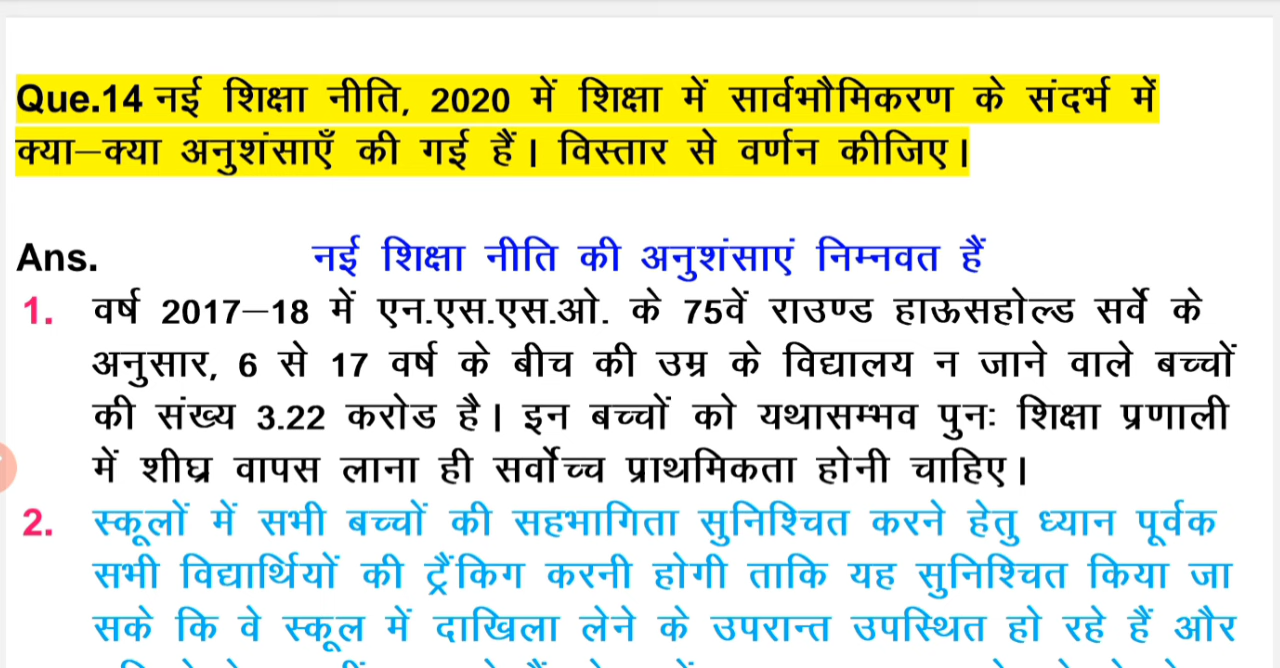 Que.14 नई शिक्षा नीति, 2020 में शिक्षा में सार्वभौमिकरण के संदर्भ में
क्या–क्या अनुशंसाएँ की गई हैं। विस्तार से वर्णन कीजिए।
Ans. नई शिक्षा नीति की अनुशंसाएं निम्नवत हैं
1. वर्ष 2017–18 में एन.एस.एस.ओ. के 75वें राउण्ड हाऊसहोल्ड सर्वे के
अनुसार, 6 से 17 वर्ष के बीच की उम्र के विद्यालय न जाने वाले बच्चों
की संख्य 3.22 करोड है। इन बच्चों को यथासम्भव पुनः शिक्षा प्रणाली
में शीघ्र वापस लाना ही सर्वोच्च प्राथमिकता होनी चाहिए।
2. स्कूलों में सभी बच्चों की सहभागिता सुनिश्चित करने हेतु ध्यान पूर्वक
सभी विद्यार्थियों की ट्रैंकिग करनी होगी ताकि यह सुनिश्चित किया जा
सके कि वे स्कूल में दाखिला लेने के उपरान्त उपस्थित हो रहे हैं और